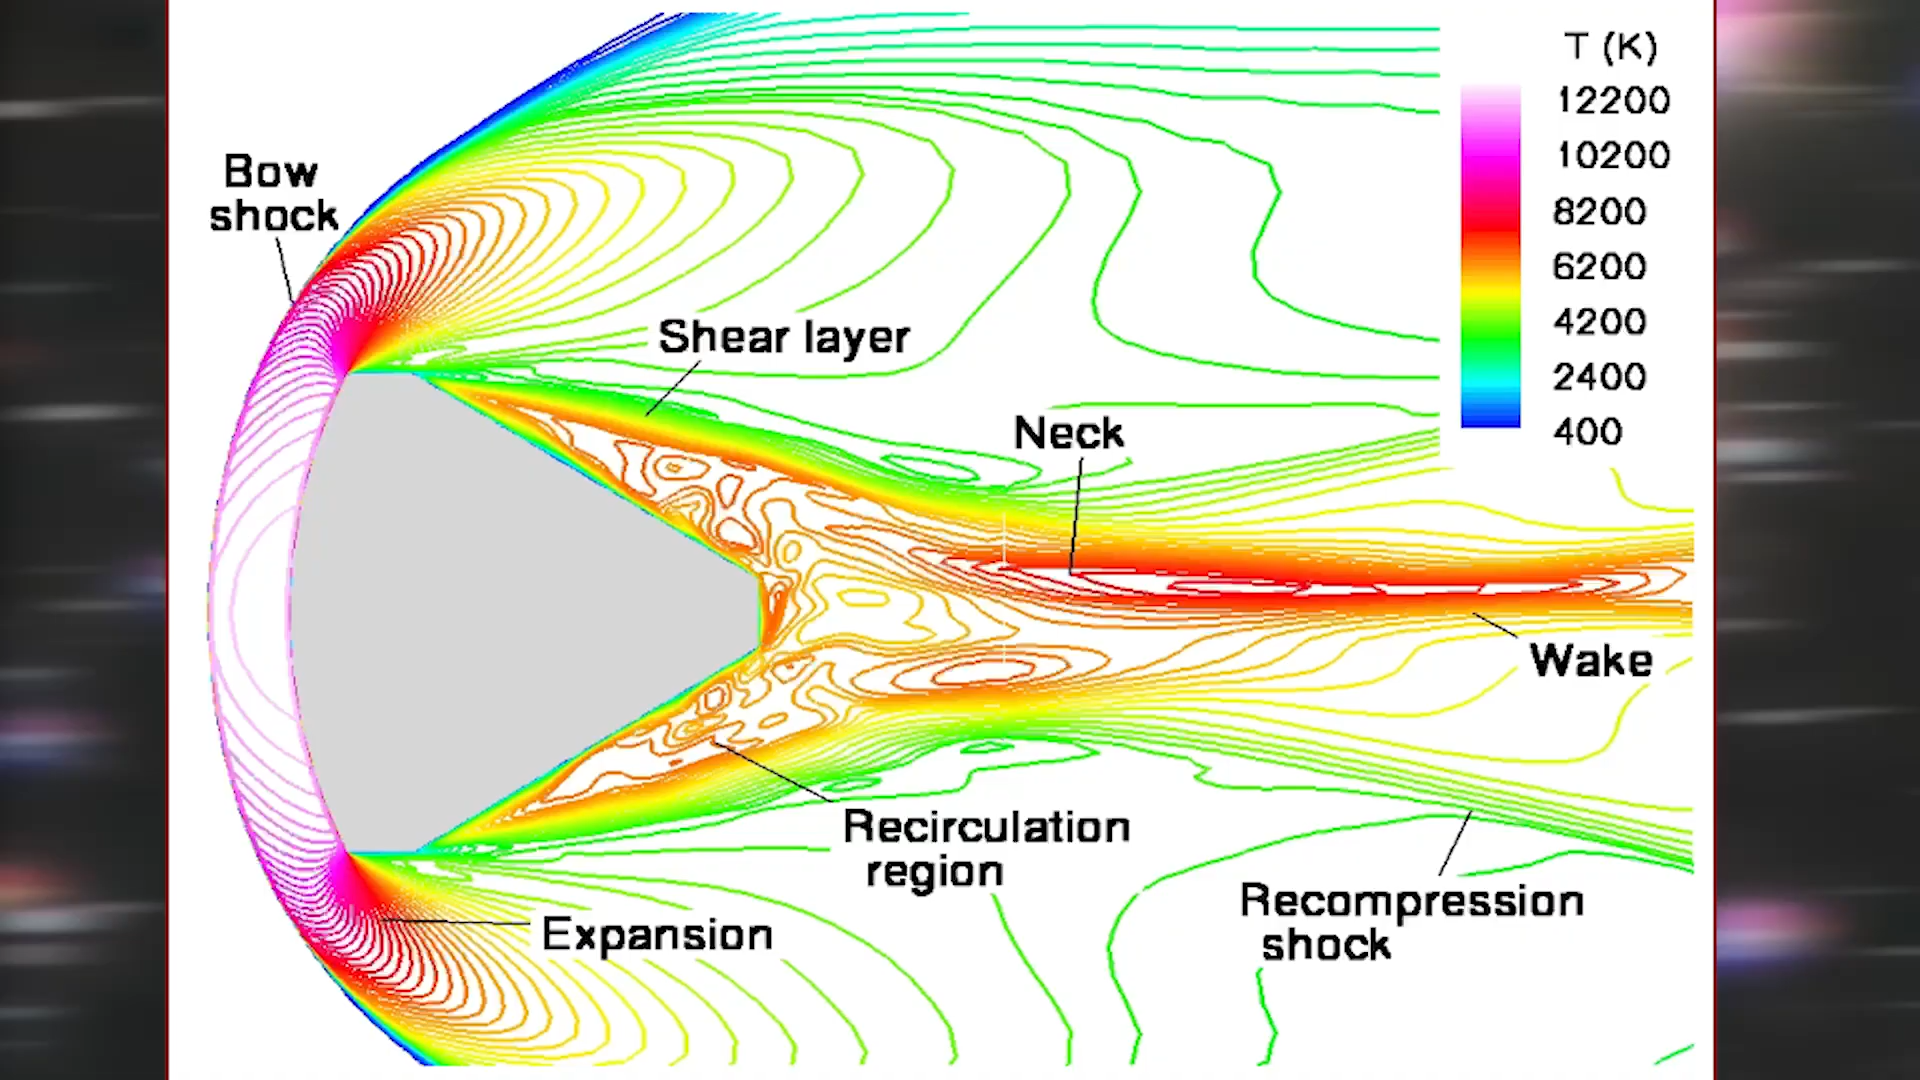 T (K)
12200
10200
8200
6200
4200
2400
400
Bow
shock
Shear layer
Neck
Wake
Recirculation
region
Recompression
shock
Expansion